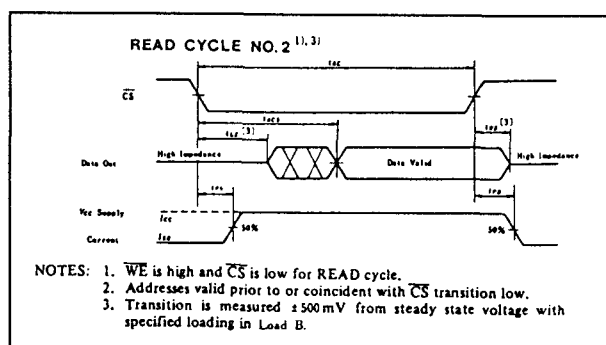 READ CYCLE NO. 2 1), 3)
tRC
CS
tACS
tLZ (3)
tHZ (3)
High Impedance
Data Out
Data Valid
High Impedance
tPU
tPD
Vcc Supply
Icc
50%
50%
Current
ISB
NOTES: 1. WE is high and CS is low for READ cycle.
2. Addresses valid prior to or coincident with CS transition low.
3. Transition is measured ±500mV from steady state voltage with
specified loading in Load B.